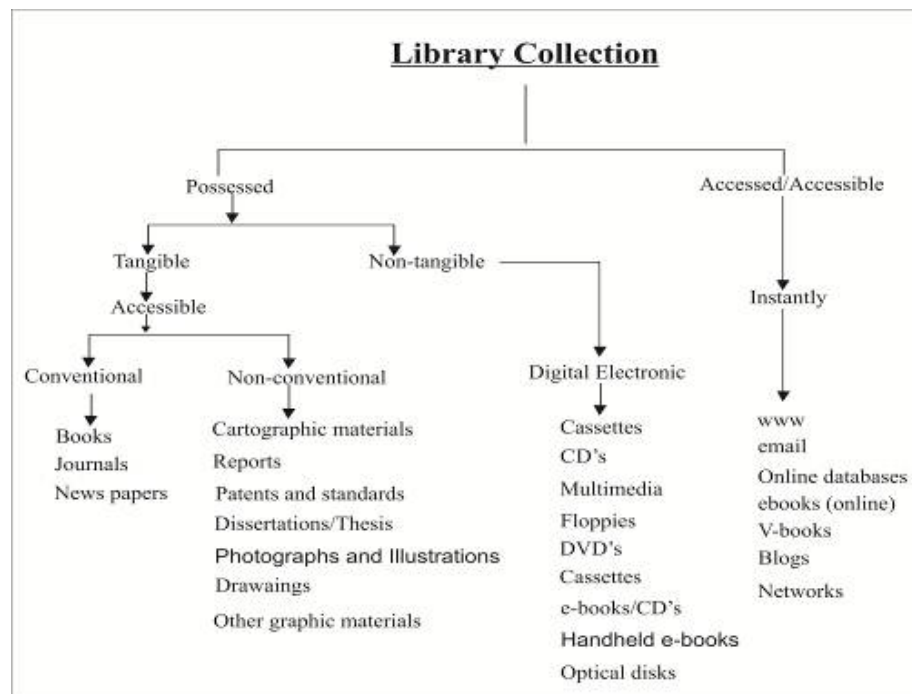 Library Collection
Possessed
Accessed/Accessible
Tangible
Non-tangible
Instantly
Accessible
Conventional
Non-conventional
Digital Electronic
Books
Journals
News papers
Cartographic materials
Reports
Patents and standards
Dissertations/Thesis
Photographs and Illustrations
Drawaings
Other graphic materials
Cassettes
CD's
Multimedia
Floppies
DVD's
Cassettes
e-books/CD's
Handheld e-books
Optical disks
www
email
Online databases
ebooks (online)
V-books
Blogs
Networks